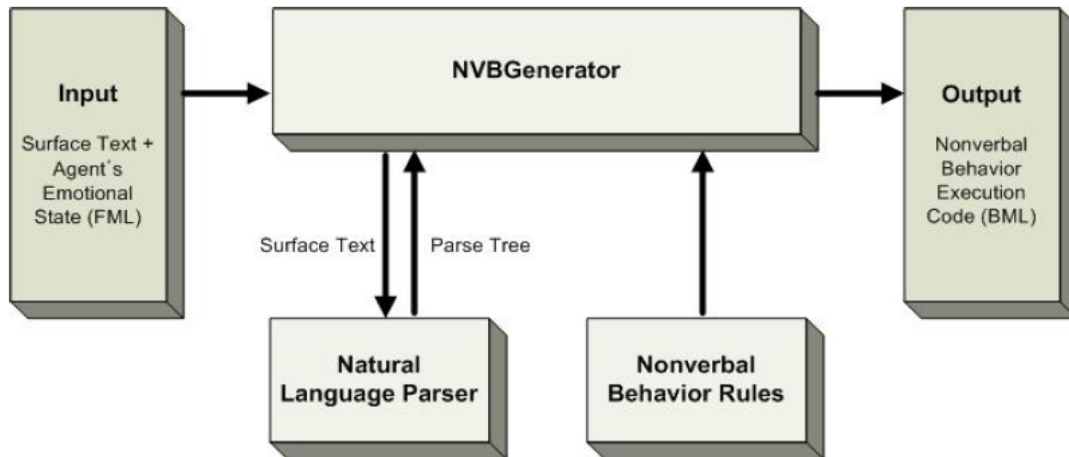 Input
Surface Text +
Agent´s
Emotional
State (FML)
NVBGenerator
Output
Nonverbal
Behavior
Execution
Code (BML)
Surface Text
Parse Tree
Natural
Language Parser
Nonverbal
Behavior Rules